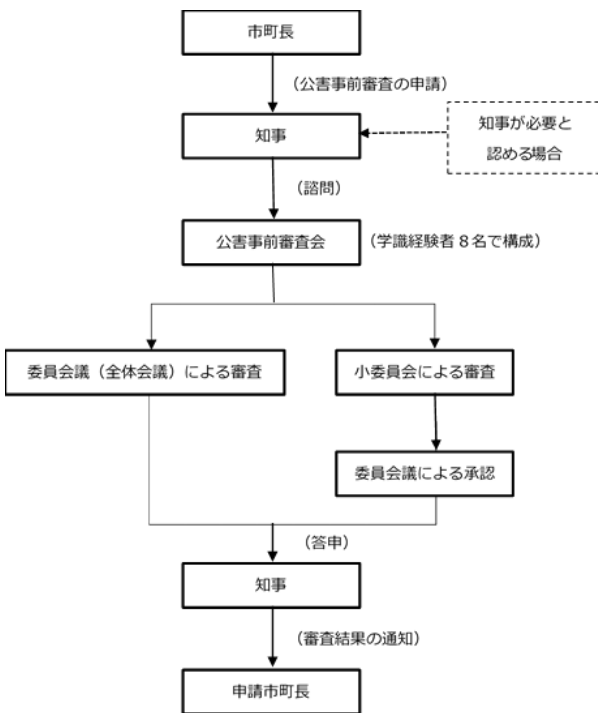 市町長
（公害事前審査の申請）
知事
知事が必要と
認める場合
（諮問）
公害事前審査会
（学識経験者８名で構成）
委員会議（全体会議）による審査
小委員会による審査
委員会議による承認
（答申）
知事
（審査結果の通知）
申請市町長